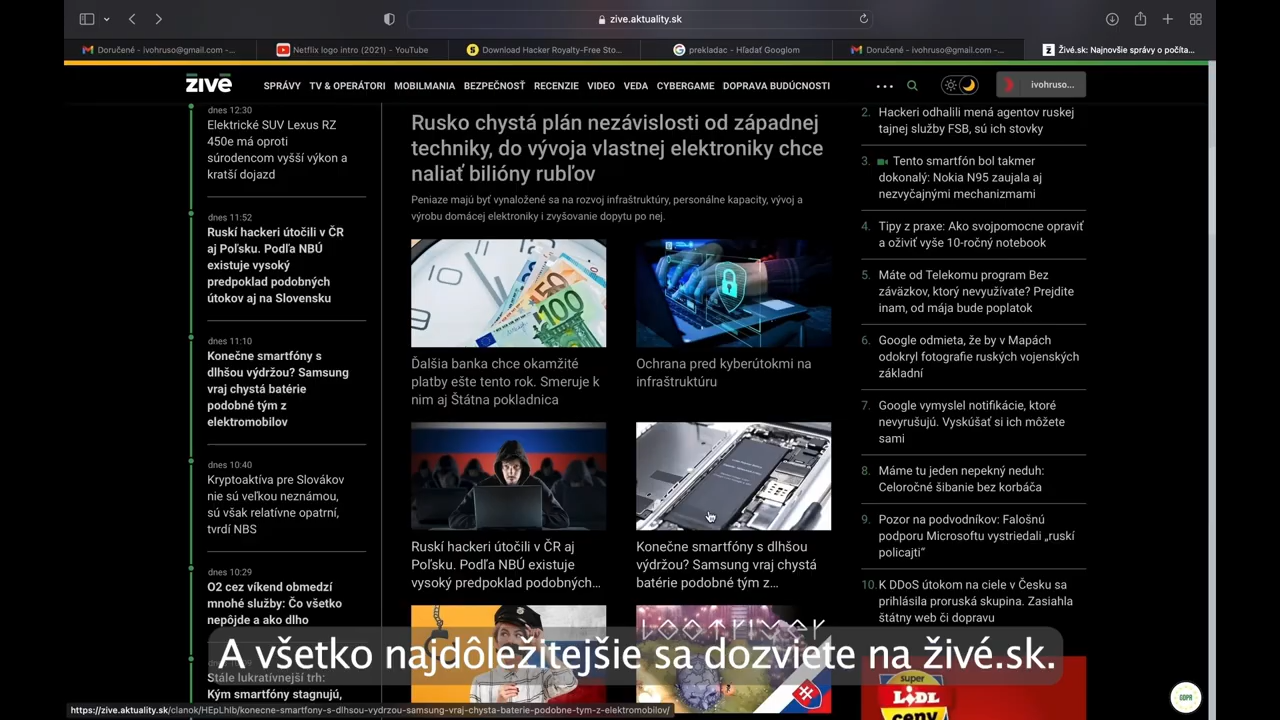 zive.aktuality.sk
Doručené - ivohruso@gmail.com -...
Netflix logo intro (2021) - YouTube
Download Hacker Royalty-Free Sto...
prekladac - Hľadať Googlom
Doručené - ivohruso@gmail.com -...
Živé.sk: Najnovšie správy o počíta...
živě
SPRÁVY TV & OPERÁTORI MOBILMANIA BEZPEČNOSŤ RECENZIE VIDEO VEDA CYBERGAME DOPRAVA BUDÚCNOSTI
ivohruso...
dnes 12:30
Elektrické SUV Lexus RZ
450e má oproti
súrodencom vyšší výkon a
kratší dojazd
dnes 11:52
Ruskí hackeri útočili v ČR
aj Poľsku. Podľa NBÚ
existuje vysoký
predpoklad podobných
útokov aj na Slovensku
dnes 11:10
Konečne smartfóny s
dlhšou výdržou? Samsung
vraj chystá batérie
podobné tým z
elektromobilov
dnes 10:40
Kryptoaktíva pre Slovákov
nie sú veľkou neznámou,
sú však relatívne opatrní,
tvrdí NBS
dnes 10:29
O2 cez víkend obmedzí
mnohé služby: Čo všetko
nepôjde a ako dlho
Stále lukratívnejší trh:
Kým smartfóny stagnujú,
Rusko chystá plán nezávislosti od západnej
techniky, do vývoja vlastnej elektroniky chce
naliať bilióny rubľov
Peniaze majú byť vynaložené sa na rozvoj infraštruktúry, personálne kapacity, vývoj a
výrobu domácej elektroniky i zvyšovanie dopytu po nej.
50
100
Ďalšia banka chce okamžité
platby ešte tento rok. Smeruje k
nim aj Štátna pokladnica
Ochrana pred kyberútokmi na
infraštruktúru
Ruskí hackeri útočili v ČR aj
Poľsku. Podľa NBÚ existuje
vysoký predpoklad podobných...
Konečne smartfóny s dlhšou
výdržou? Samsung vraj chystá
batérie podobné tým z...
2. Hackeri odhalili mená agentov ruskej
tajnej služby FSB, sú ich stovky
3. Tento smartfón bol takmer
dokonalý: Nokia N95 zaujala aj
nezvyčajnými mechanizmami
4. Tipy z praxe: Ako svojpomocne opraviť
a oživiť vyše 10-ročný notebook
5. Máte od Telekomu program Bez
záväzkov, ktorý nevyužívate? Prejdite
inam, od mája bude poplatok
6. Google odmieta, že by v Mapách
odokryl fotografie ruských vojenských
základní
7. Google vymyslel notifikácie, ktoré
nevyrušujú. Vyskúšať si ich môžete
sami
8. Máme tu jeden nepekný neduh:
Celoročné šibanie bez korbáča
9. Pozor na podvodníkov: Falošnú
podporu Microsoftu vystriedali „ruskí
policajti"
10. K DDoS útokom na ciele v Česku sa
prihlásila proruská skupina. Zasiahla
štátny web či dopravu
super
LIDL
ceny
GDPR
A všetko najdôležitejšie sa dozviete na živé.sk.
https://zive.aktuality.sk/clanok/HEpLhlb/konecne-smartfony-s-dlhsou-vydrzou-samsung-vraj-chysta-baterie-podobne-tym-z-elektromobilov/